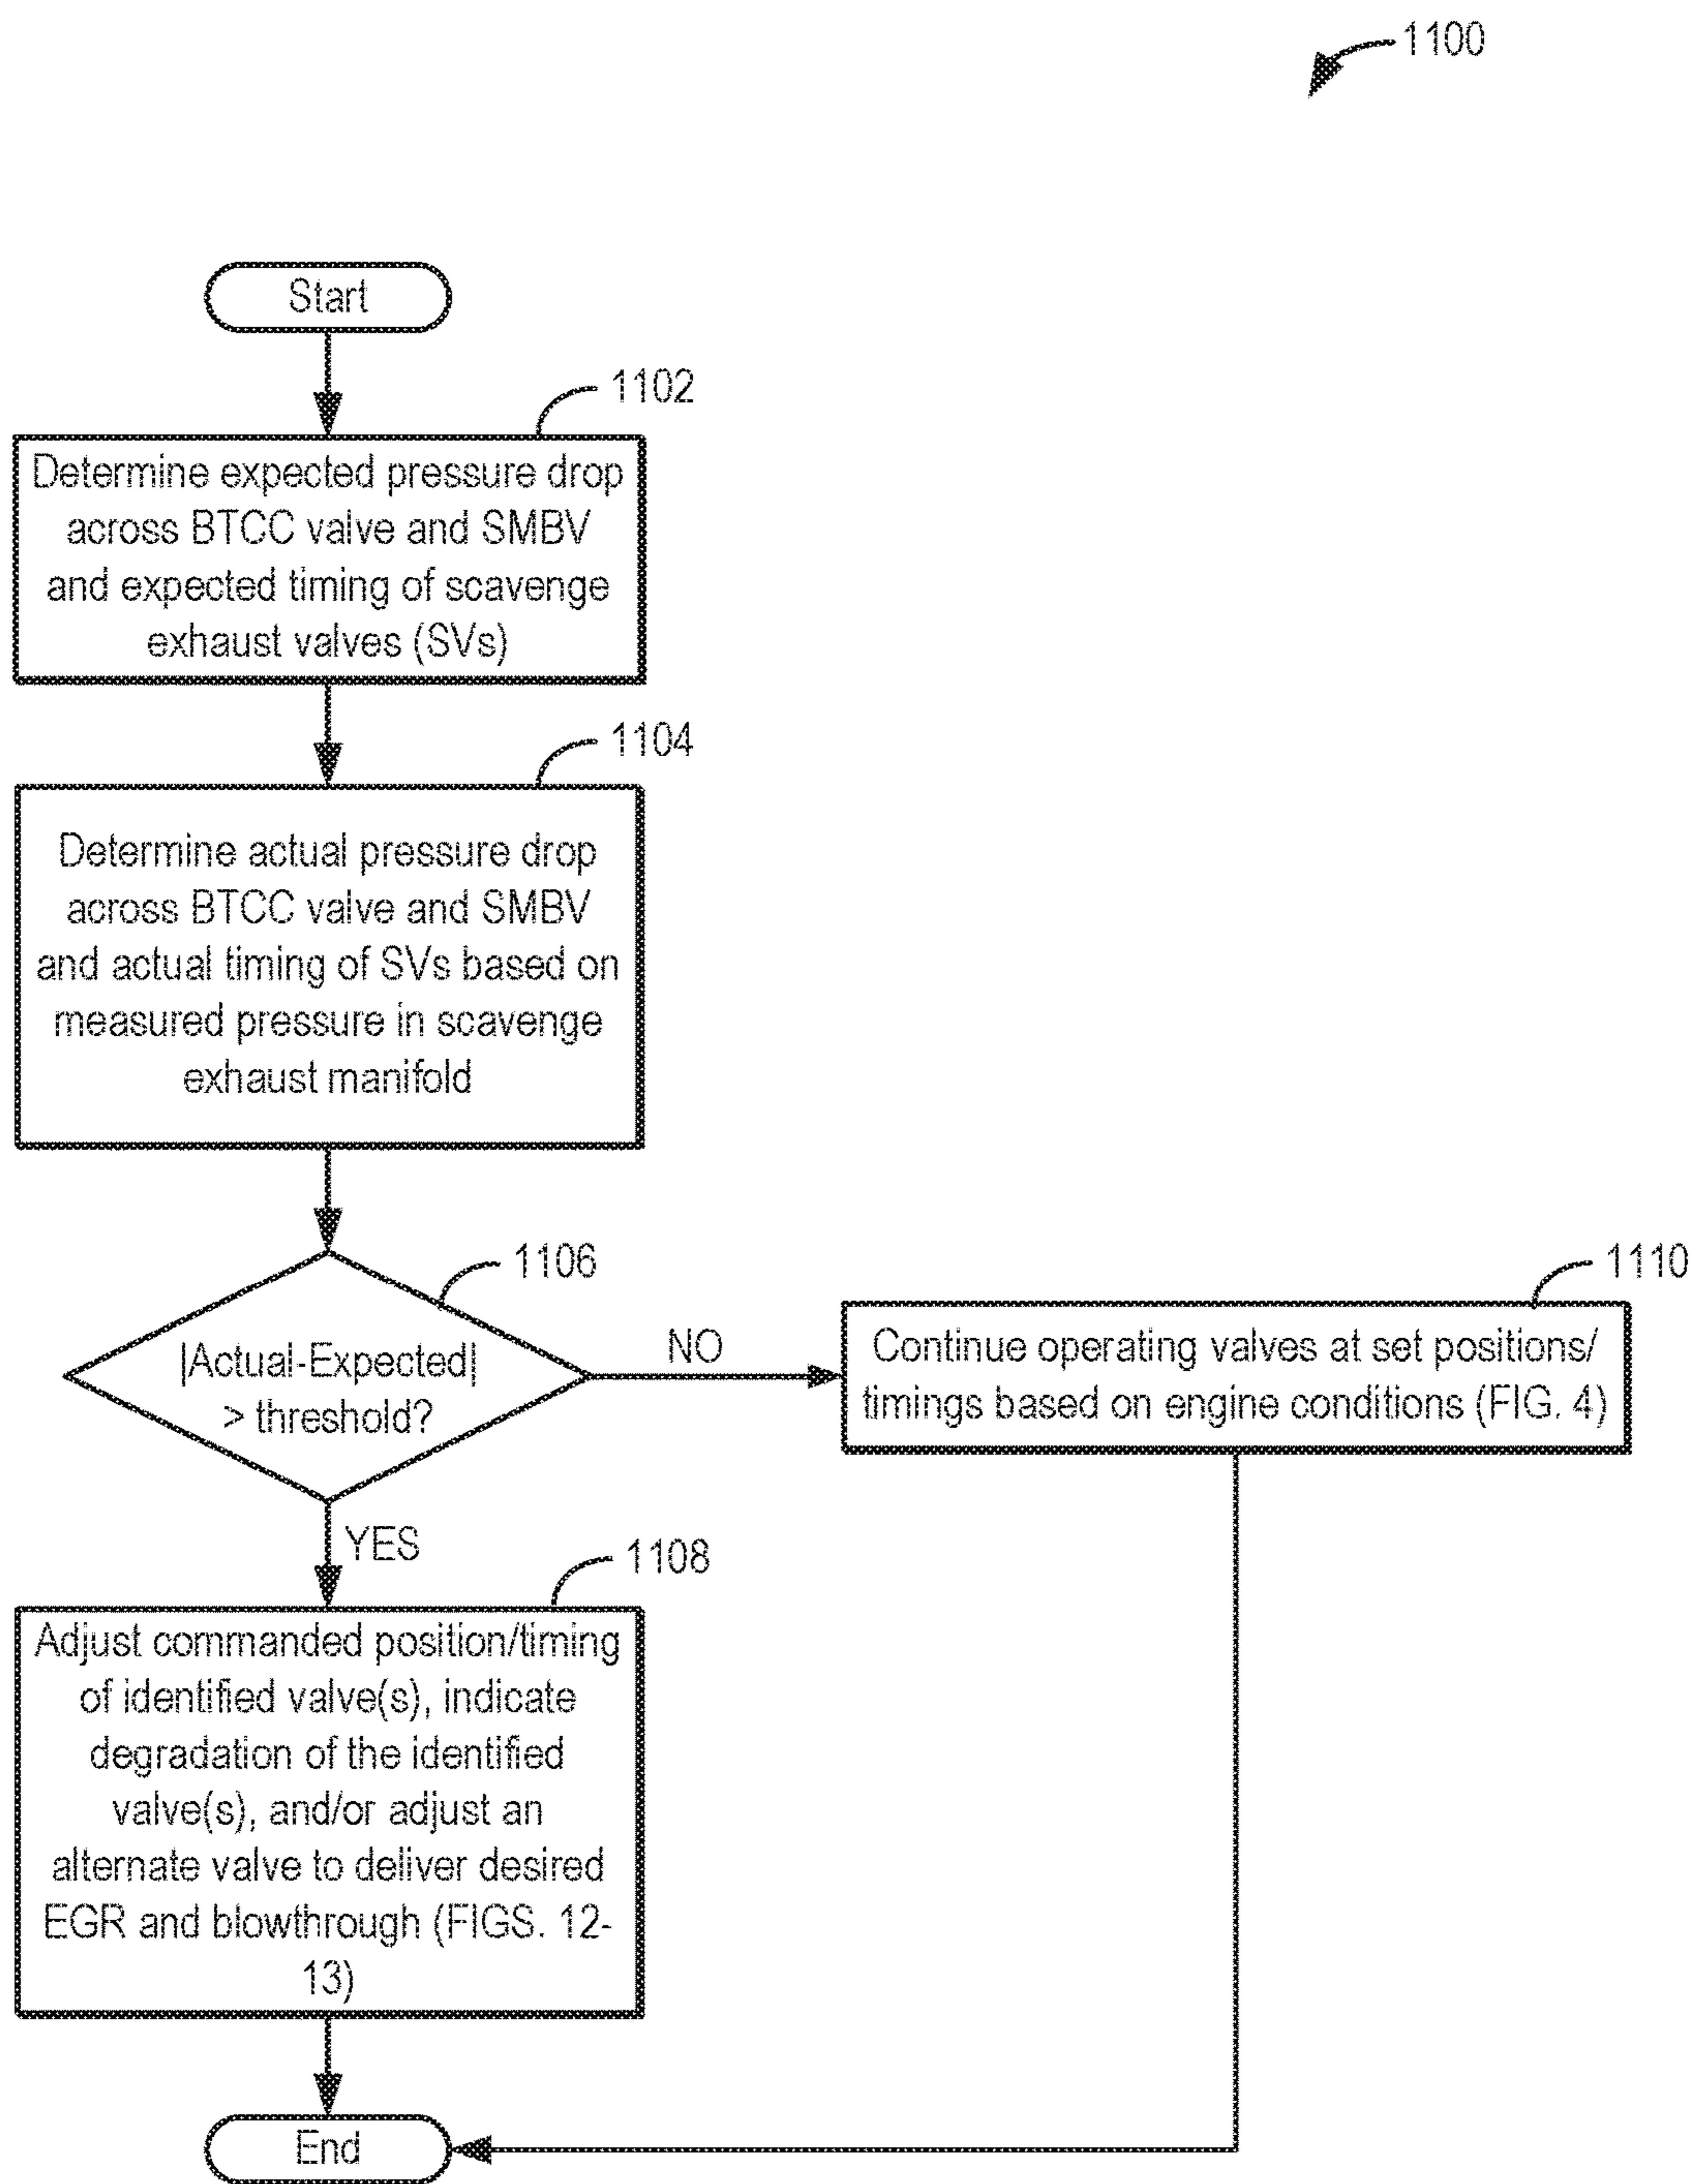 1100
Start
1102
Determine expected pressure drop
across BTCC valve and SMBV
and expected timing of scavenge
exhaust valves (SVs)
1104
Determine actual pressure drop
across BTCC valve and SMBV
and actual timing of SVs based on
measured pressure in scavenge
exhaust manifold
1106
|Actual-Expected|
> threshold?
NO
1110
Continue operating valves at set positions/
timings based on engine conditions (FIG. 4)
YES
1108
Adjust commanded position/timing
of identified valve(s), indicate
degradation of the identified
valve(s), and/or adjust an
alternate valve to deliver desired
EGR and blowthrough (FIGS. 12-
13)
End